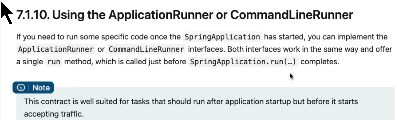 7.1.10. Using the ApplicationRunner or CommandLineRunner
If you need to run some specific code once the SpringApplication has started, you can implement the
ApplicationRunner or CommandLineRunner interfaces. Both interfaces work in the same way and offer
a single run method, which is called just before SpringApplication.run(…) completes.
Note
This contract is well suited for tasks that should run after application startup but before it starts
accepting traffic.